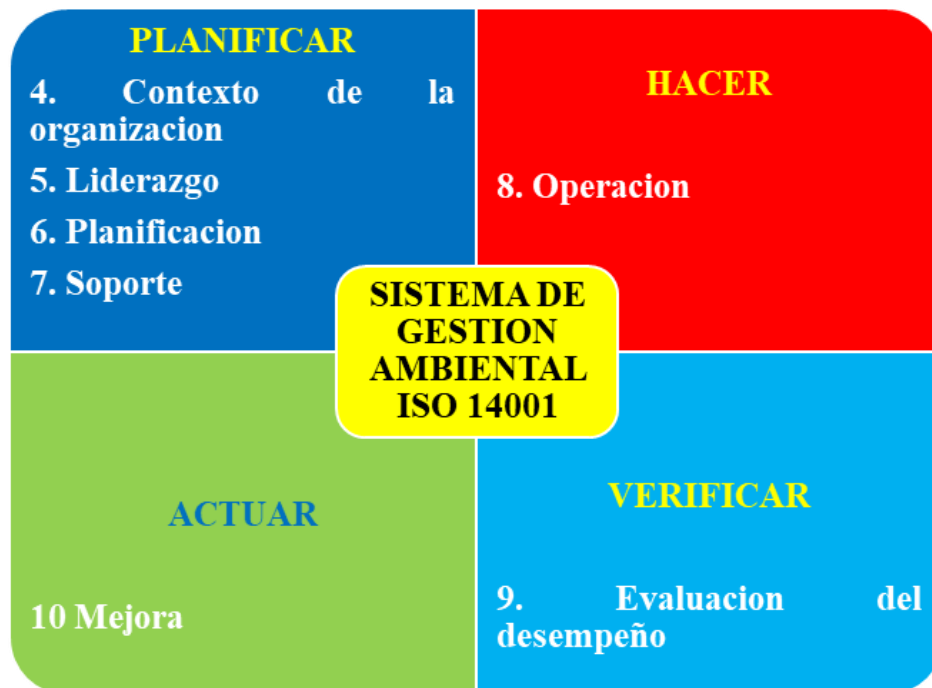 PLANIFICAR
4. Contexto de la
organizacion
5. Liderazgo
6. Planificacion
7. Soporte
HACER
8. Operacion
SISTEMA DE
GESTION
AMBIENTAL
ISO 14001
ACTUAR
10 Mejora
VERIFICAR
9. Evaluacion del
desempeño